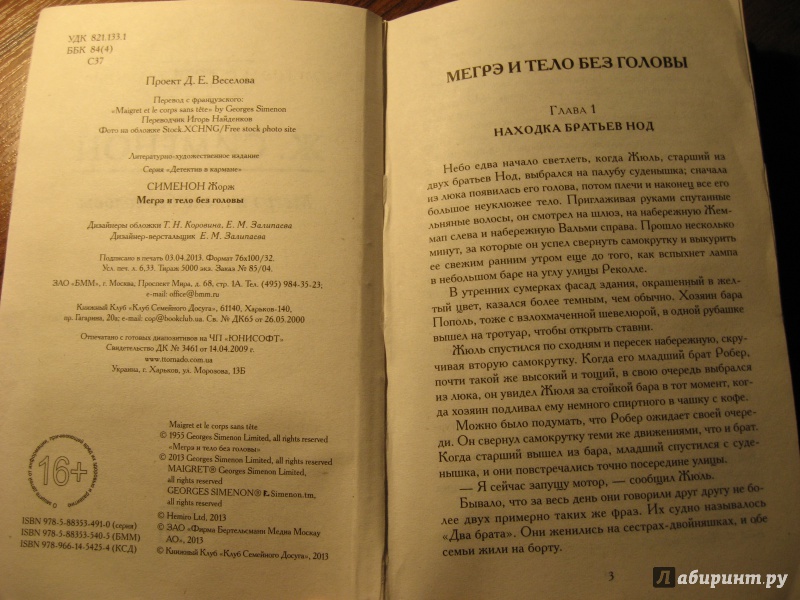 УДК 821.133.1
ББК 84(4)
С37
Проект Д. Е. Веселова
Перевод с французского:
«Maigret et le corps sans tête» by Georges Simenon
Переводчик Игорь Найденков
Фото на обложке Stock.XCHNG/Free stock photo site
Литературно-художественное издание
Серия «Детектив в кармане»
СИМЕНОН Жорж
Мегрэ и тело без головы
Дизайнеры обложки Т. Н. Коровина, Е. М. Залипаева
Дизайнер-верстальщик Е. М. Залипаева
Подписано в печать 03.04.2013. Формат 76x100/32.
Усл. печ. л. 6,33. Тираж 5000 экз. Заказ № 85/04.
ЗАО «БММ», Москва, Проспект Мира, д. 68, стр. 1А. Тел. (495) 984-35-23;
e-mail: office@bmm.ru
Книжный Клуб «Клуб Семейного Досуга», 61140, Харьков-140,
пр. Гагарина, 20а; e-mail: cop@bookclub.ua. Св. № ДК65 от 26.05.2000
Отпечатано с готовых диапозитивов на ЧП «ЮНИСОФТ»
Свидетельство ДК № 3461 от 14.04.2009 г.
www.ttornado.com.ua
Украина, г. Харьков, ул. Морозова, 13Б
16+
Maigret et le corps sans tête
© 1955 Georges Simenon Limited, all rights reserved
«Мегрэ и тело без головы»
© 2013 Georges Simenon Limited, all rights reserved
MAIGRET® Georges Simenon Limited,
all rights reserved
GEORGES SIMENON® Simenon.tm,
all rights reserved
© Hemiro Ltd, 2013
© ЗАО «Фирма Бертельсманн Медиа Москау
АО», 2013
© Книжный Клуб «Клуб Семейного Досуга», 2013
ISBN 978-5-88353-491-0 (серия)
ISBN 978-5-88353-540-5 (БММ)
ISBN 978-966-14-5425-4 (КСД)
МЕГРЭ И ТЕЛО БЕЗ ГОЛОВЫ
Глава 1
НАХОДКА БРАТЬЕВ НОД
Небо едва начало светлеть, когда Жюль, старший из
двух братьев Нод, выбрался на палубу суденышка; сначала
из люка появилась его голова, потом плечи и наконец все его
большое неуклюжее тело. Приглаживая руками спутанные
льняные волосы, он смотрел на шлюз, на набережную Жем-
мап слева и набережную Вальми справа. Прошло несколько
минут, за которые он успел свернуть самокрутку и выкурить
ее свежим ранним утром еще до того, как вспыхнет лампа
в небольшом баре на углу улицы Реколле.
В утренних сумерках фасад здания, окрашенный в жел-
тый цвет, казался более темным, чем обычно. Хозяин бара
Пополь, тоже с взлохмаченной шевелюрой, в одной рубашке
вышел на тротуар, чтобы открыть ставни.
Жюль спустился по сходням и пересек набережную, скру-
чивая вторую самокрутку. Когда его младший брат Робер,
почти такой же высокий и тощий, в свою очередь возник
из люка, он увидел Жюля за стойкой бара в тот момент, ког-
да хозяин подливал ему немного спиртного в чашку с кофе.
Можно было подумать, что Робер ожидает своей очере-
ди. Он свернул самокрутку теми же движениями, что и брат.
Когда старший вышел из бара, младший спустился с суде-
нышка, и они повстречались точно посередине улицы.
— Я сейчас запущу мотор, — сообщил Жюль.
Бывало, что за весь день они говорили друг другу не бо-
лее двух примерно таких же фраз. Их судно называлось
«Два брата». Они женились на сестрах-двойняшках, и обе
семьи жили на борту.
3
Лабиринт.ру